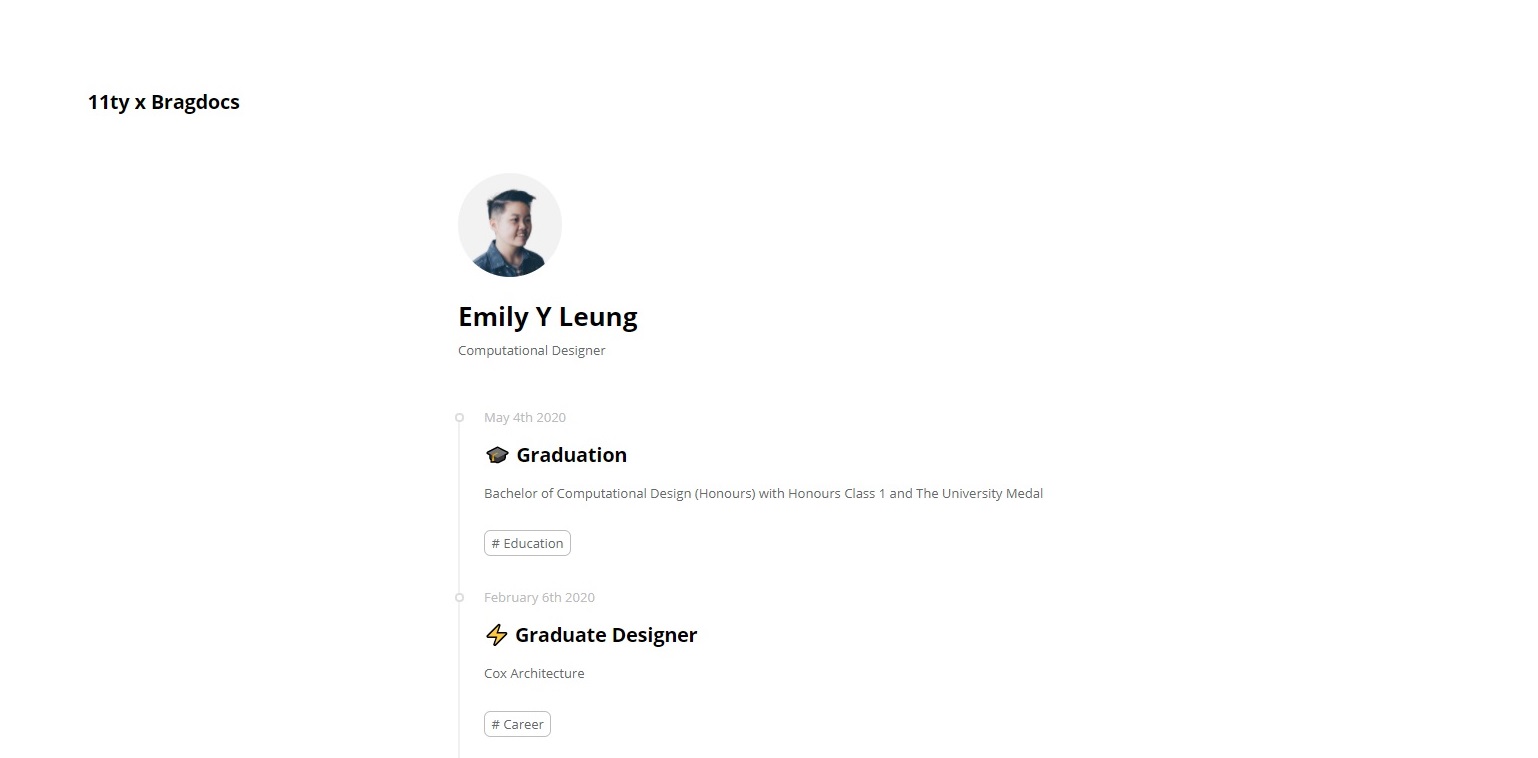 11ty x Bragdocs
Emily Y Leung
Computational Designer
May 4th 2020
🎓 Graduation
Bachelor of Computational Design (Honours) with Honours Class 1 and The University Medal
# Education
February 6th 2020
⚡ Graduate Designer
Cox Architecture
# Career